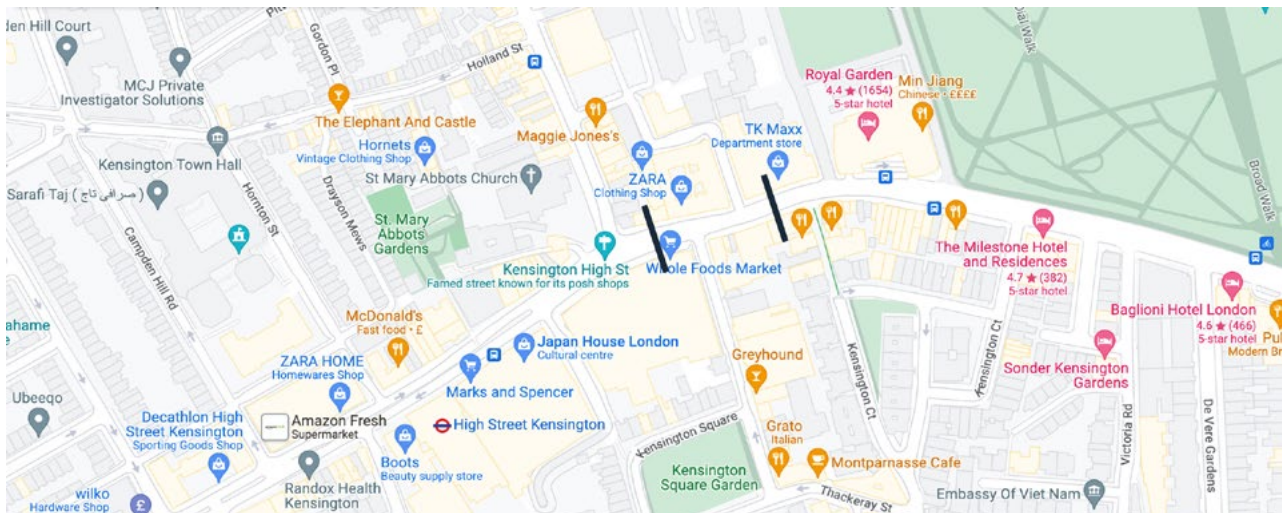 den Hill Court
MCJ Private
Investigator Solutions
Gordon Pl
Holland St
The Elephant And Castle
Kensington Town Hall
Hornets
Vintage Clothing Shop
Maggie Jones's
St Mary Abbots Church
ZARA
Clothing Shop
TK Maxx
Department store
Royal Garden
4.4 ★ (1654)
5-star hotel
Min Jiang
Chinese • ££££
Dial Walk
Broad Walk
Sarafi Taj ( صرافی تاج )
Hornton St
Drayson Mews
St. Mary
Abbots
Gardens
Campden Hill Rd
Kensington High St
Famed street known for its posh shops
Whole Foods Market
The Milestone Hotel
and Residences
4.7 ★ (382)
5-star hotel
Baglioni Hotel London
4.6 ★ (466)
5-star hotel
Modern Br
McDonald's
Fast food • £
Japan House London
Cultural centre
ZARA HOME
Homewares Shop
Marks and Spencer
Greyhound
Kensington Ct
Kensington Ct
Sonder Kensington
Gardens
Ubeeqo
Decathlon High
Street Kensington
Sporting Goods Shop
Amazon Fresh
Supermarket
High Street Kensington
Boots
Beauty supply store
Kensington Square
Kensington
Square Garden
Grato
Italian
Montparnasse Cafe
Victoria Rd
De Vere Gardens
wilko
Hardware Shop
£
Randox Health
Kensington
Thackeray St
Embassy Of Viet Nam